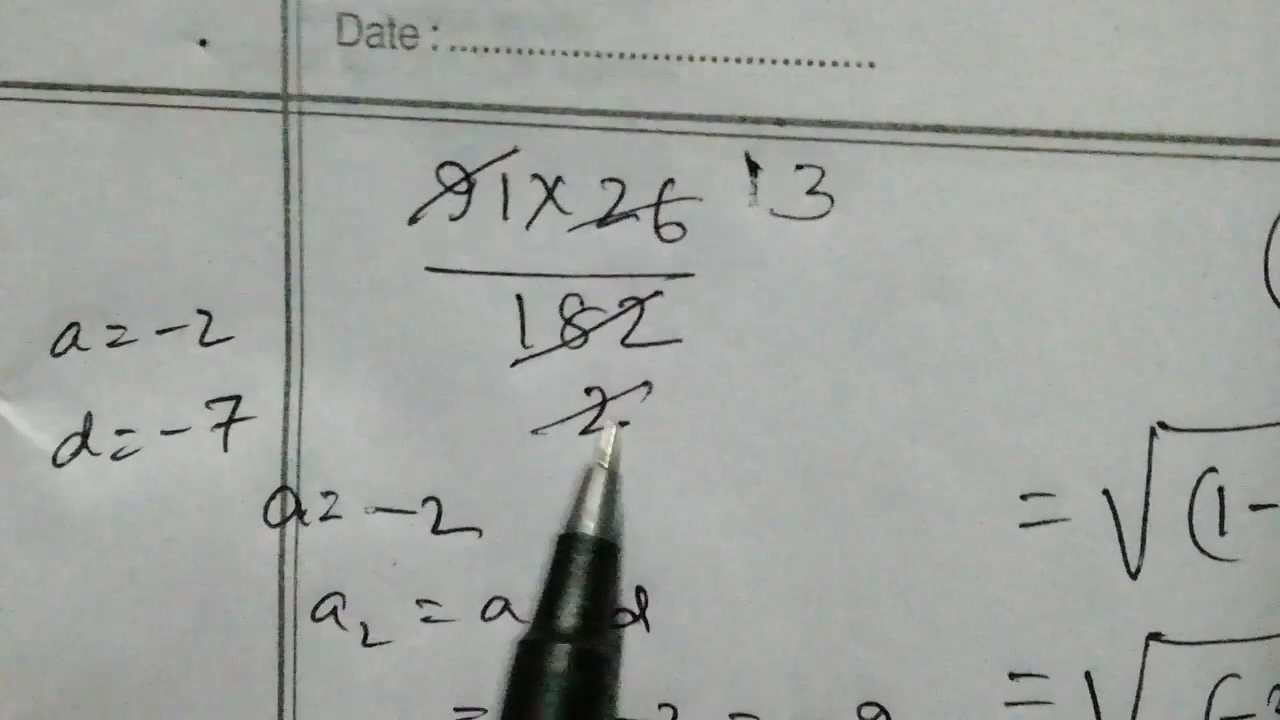 Date : ..........................................
91 x 26 13
182
2
a = -2
d = -7
a = -2
a₂ = a d
= √(1-